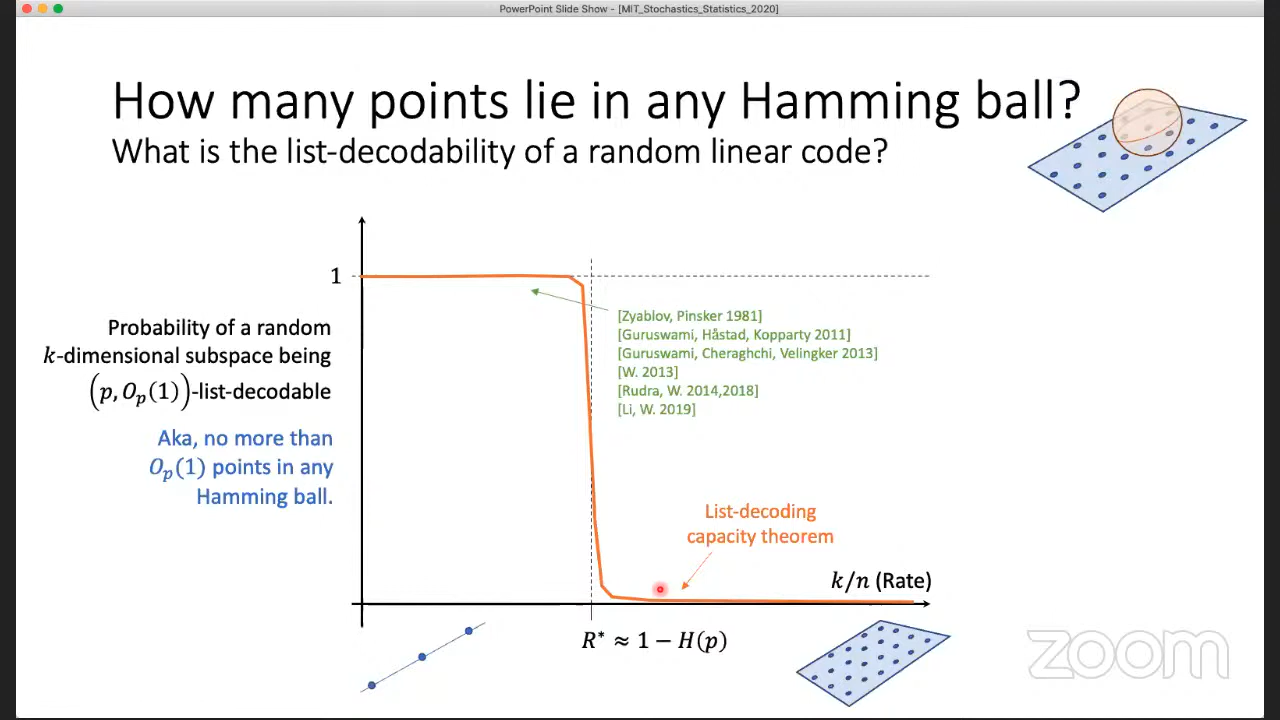 PowerPoint Slide Show - [MIT_Stochastics_Statistics_2020]
How many points lie in any Hamming ball?
What is the list-decodability of a random linear code?
1
Probability of a random
k-dimensional subspace being
(p, O_p(1))-list-decodable
Aka, no more than
O_p(1) points in any
Hamming ball.
[Zyablov, Pinsker 1981]
[Guruswami, Håstad, Kopparty 2011]
[Guruswami, Cheraghchi, Velingker 2013]
[W. 2013]
[Rudra, W. 2014,2018]
[Li, W. 2019]
List-decoding
capacity theorem
k/n (Rate)
R* ≈ 1 − H(p)
zoom